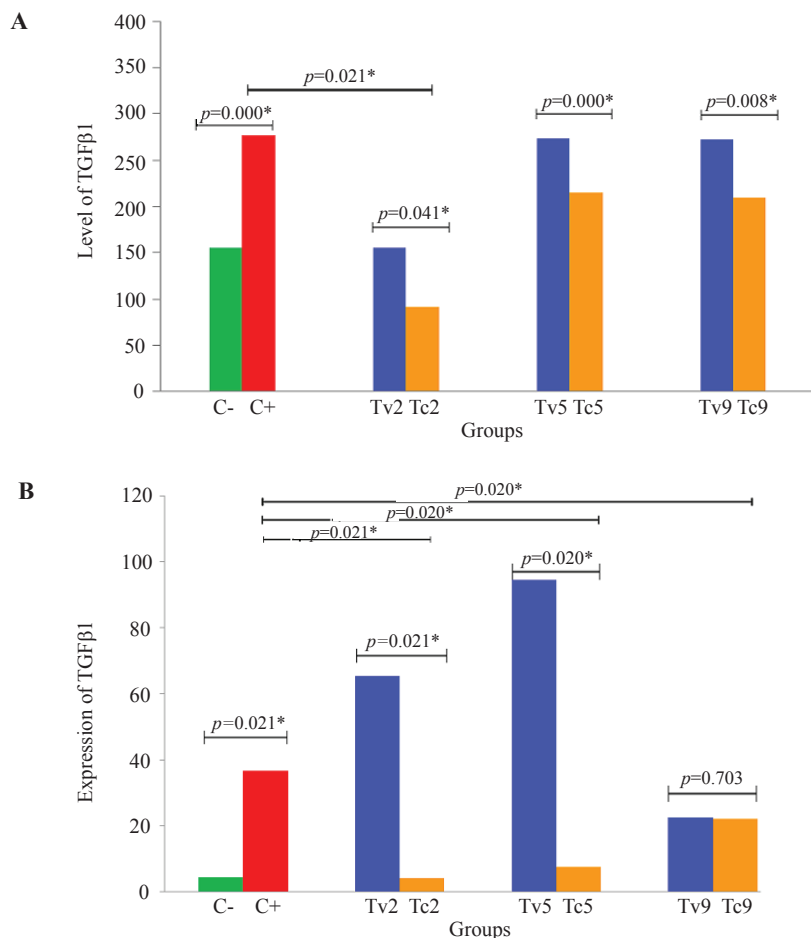 A
400
350
300
250
200
150
100
50
0
Level of TGFβ1
p=0.021*
p=0.000*
p=0.000*
p=0.008*
p=0.041*
C- C+ Tv2 Tc2 Tv5 Tc5 Tv9 Tc9
Groups
B
120
100
80
60
40
20
0
Expression of TGFβ1
p=0.020*
p=0.020*
p=0.021*
p=0.020*
p=0.021*
p=0.021*
p=0.703
C- C+ Tv2 Tc2 Tv5 Tc5 Tv9 Tc9
Groups